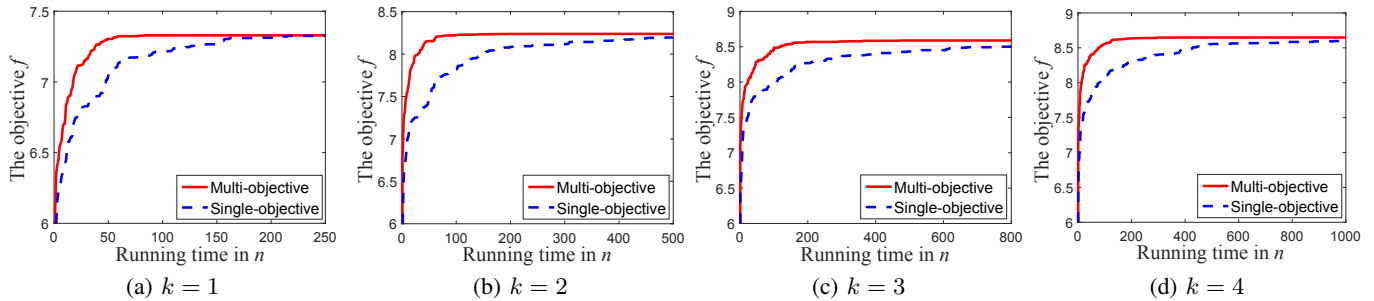 The objective f
7.5
7
6.5
6
0 50 100 150 200 250
Multi-objective
Single-objective
Running time in n
(a) k = 1
The objective f
8.5
8
7.5
7
6.5
6
0 100 200 300 400 500
Multi-objective
Single-objective
Running time in n
(b) k = 2
The objective f
9
8.5
8
7.5
7
6.5
6
0 200 400 600 800
Multi-objective
Single-objective
Running time in n
(c) k = 3
The objective f
9
8.5
8
7.5
7
6.5
6
0 200 400 600 800 1000
Multi-objective
Single-objective
Running time in n
(d) k = 4